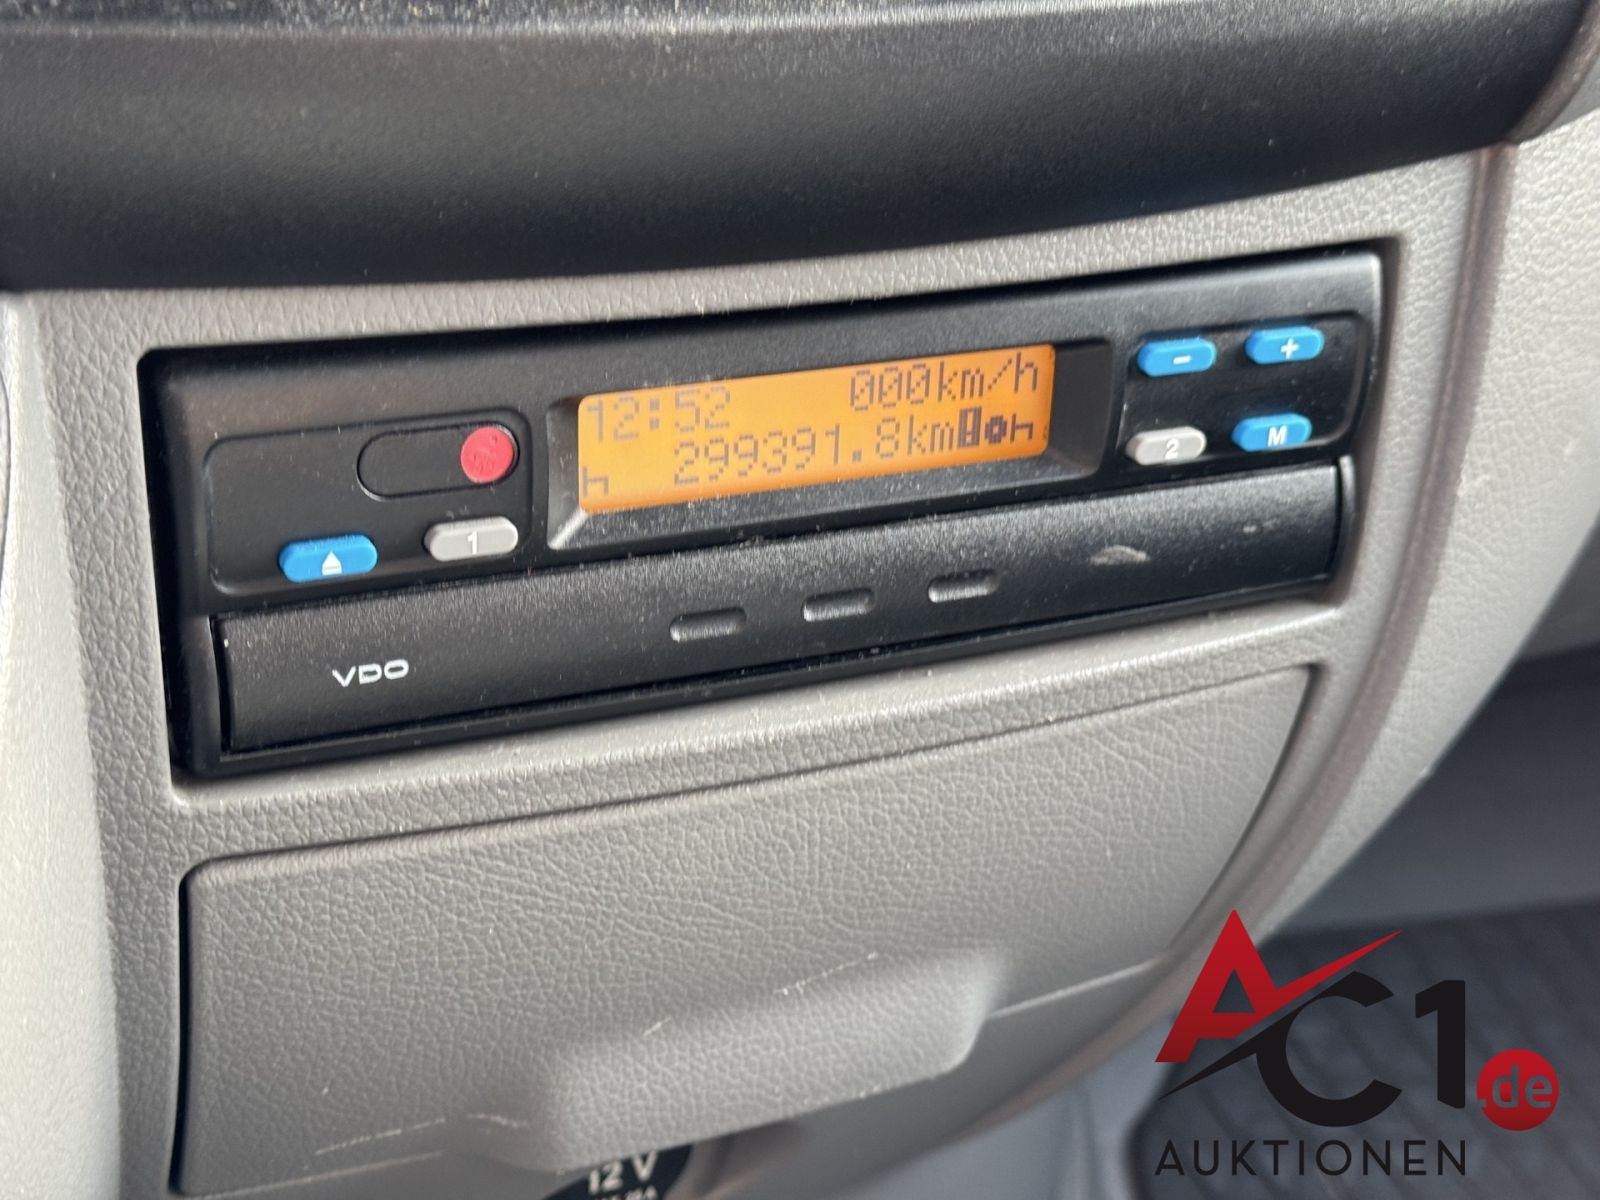 12:52 000km/h
299391.8km
h h
1
- +
2 M
VDO
12 V
AC1.de
AUKTIONEN